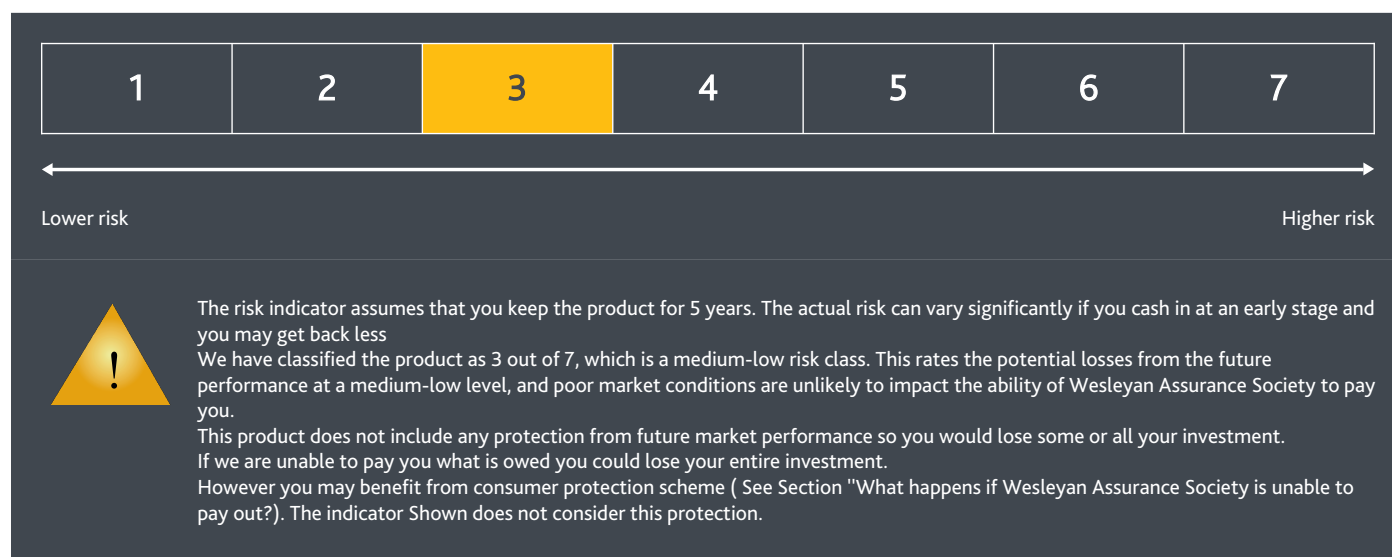 1 2 3 4 5 6 7
Lower risk Higher risk
!
The risk indicator assumes that you keep the product for 5 years. The actual risk can vary significantly if you cash in at an early stage and
you may get back less
We have classified the product as 3 out of 7, which is a medium-low risk class. This rates the potential losses from the future
performance at a medium-low level, and poor market conditions are unlikely to impact the ability of Wesleyan Assurance Society to pay
you.
This product does not include any protection from future market performance so you would lose some or all your investment.
If we are unable to pay you what is owed you could lose your entire investment.
However you may benefit from consumer protection scheme ( See Section "What happens if Wesleyan Assurance Society is unable to
pay out?). The indicator Shown does not consider this protection.